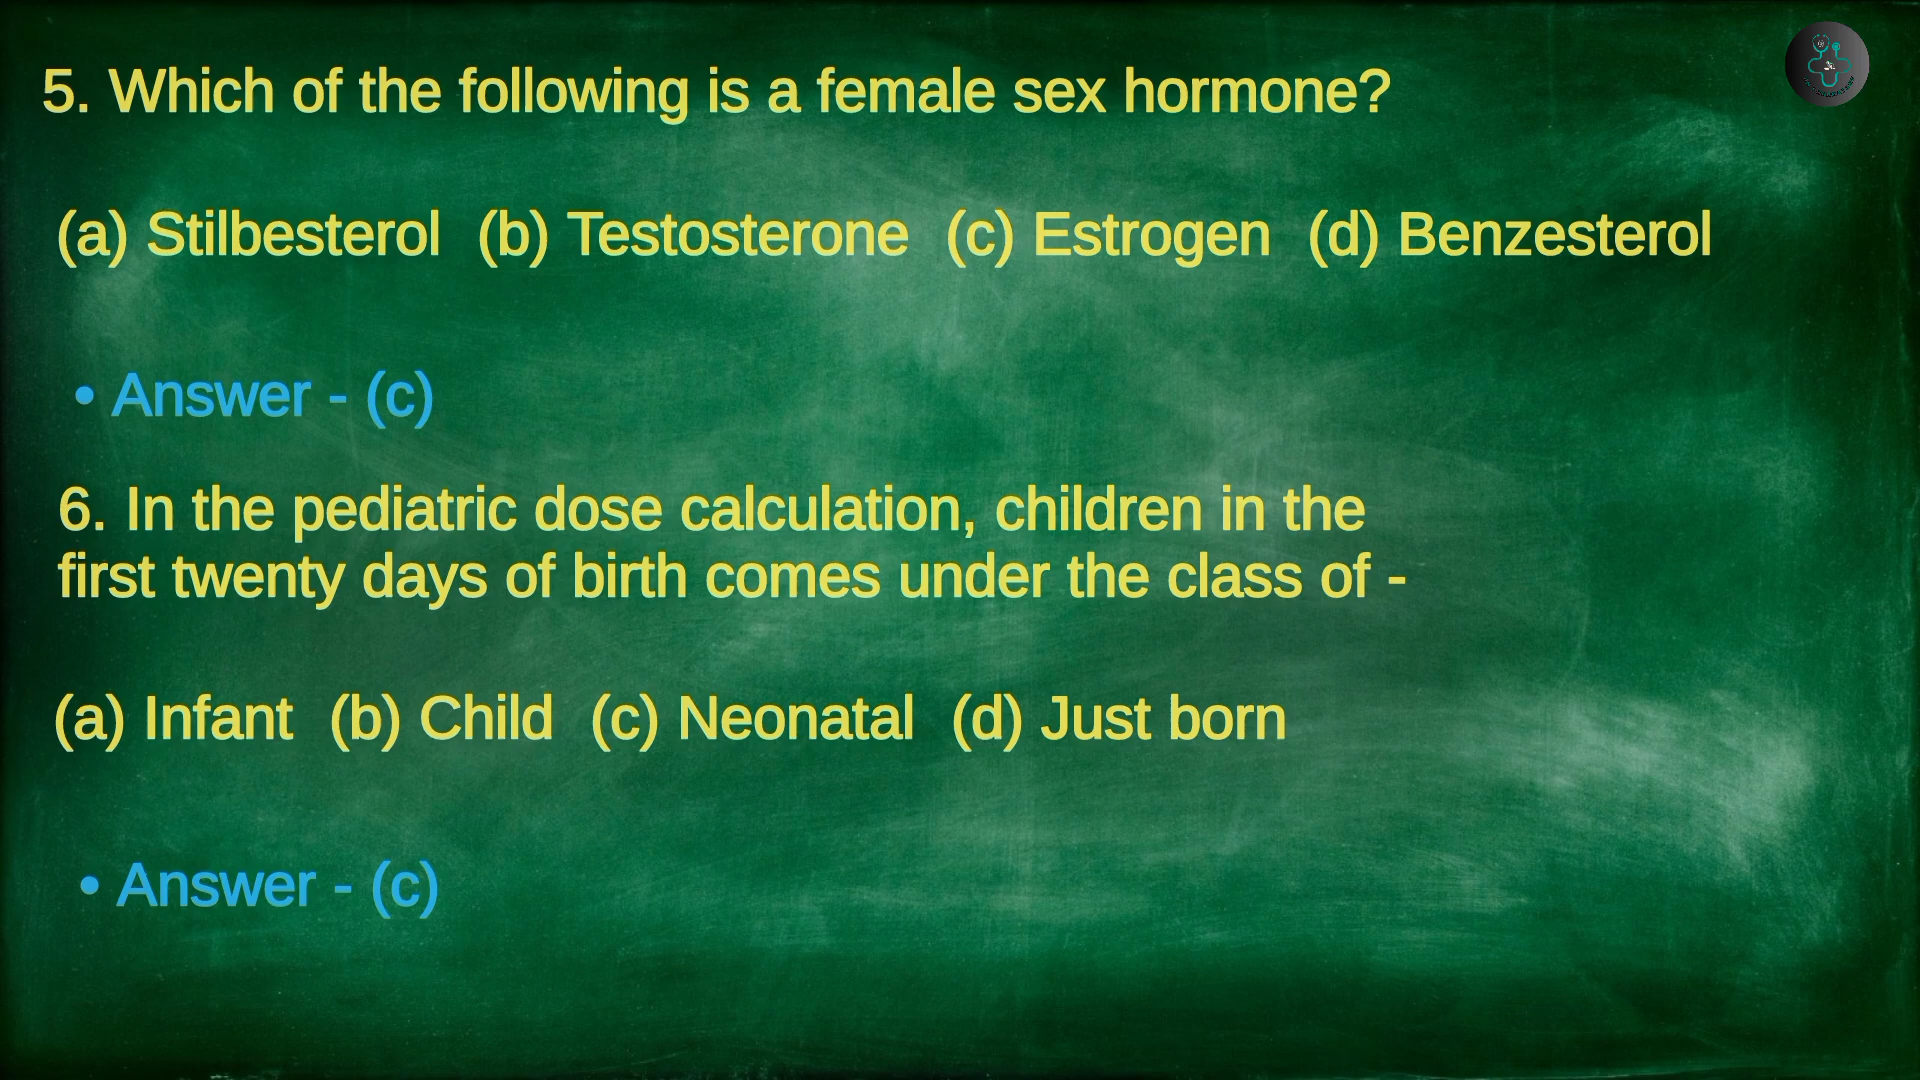 5. Which of the following is a female sex hormone?
(a) Stilbesterol (b) Testosterone (c) Estrogen (d) Benzesterol
• Answer - (c)
6. In the pediatric dose calculation, children in the
first twenty days of birth comes under the class of -
(a) Infant (b) Child (c) Neonatal (d) Just born
• Answer - (c)